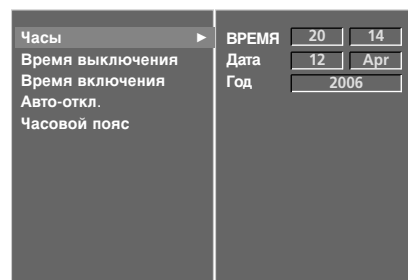 Часы ►
Время выключения
Время включения
Авто-откл.
Часовой пояс
ВРЕМЯ 20 14
Дата 12 Apr
Год 2006